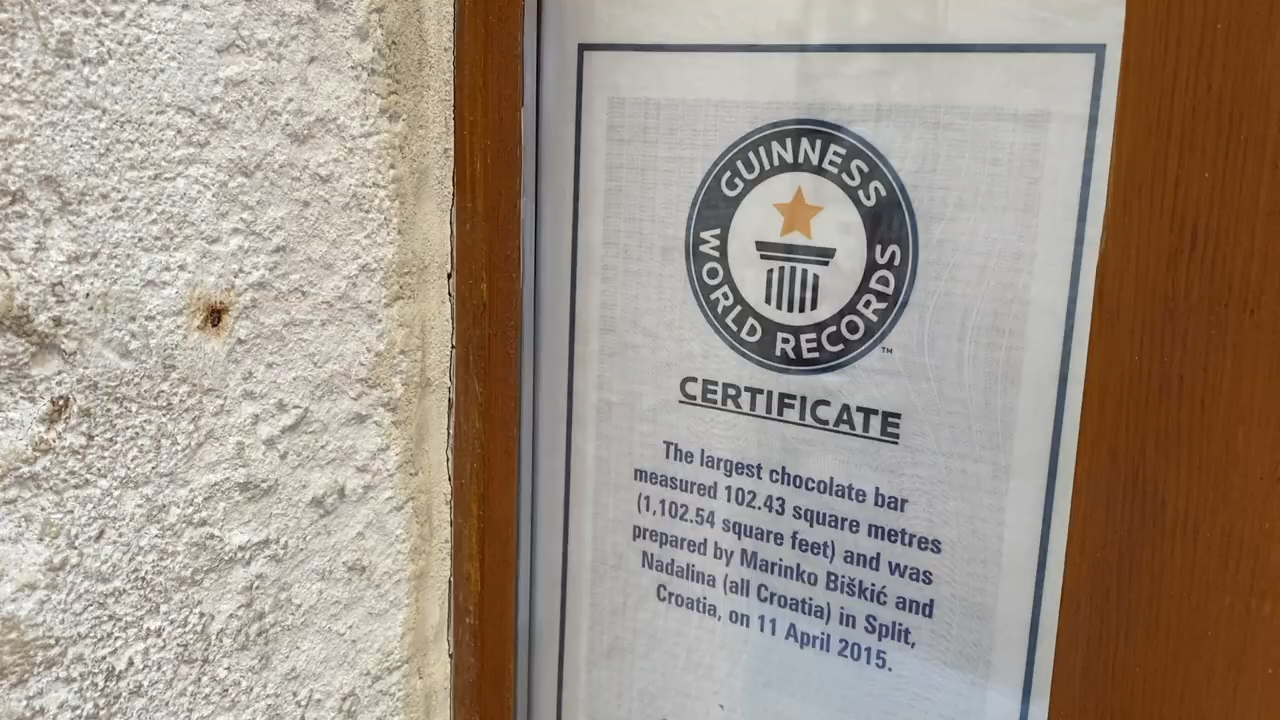 GUINNESS
WORLD RECORDS
TM
CERTIFICATE
The largest chocolate bar
measured 102.43 square metres
(1,102.54 square feet) and was
prepared by Marinko Biškić and
Nadalina (all Croatia) in Split,
Croatia, on 11 April 2015.